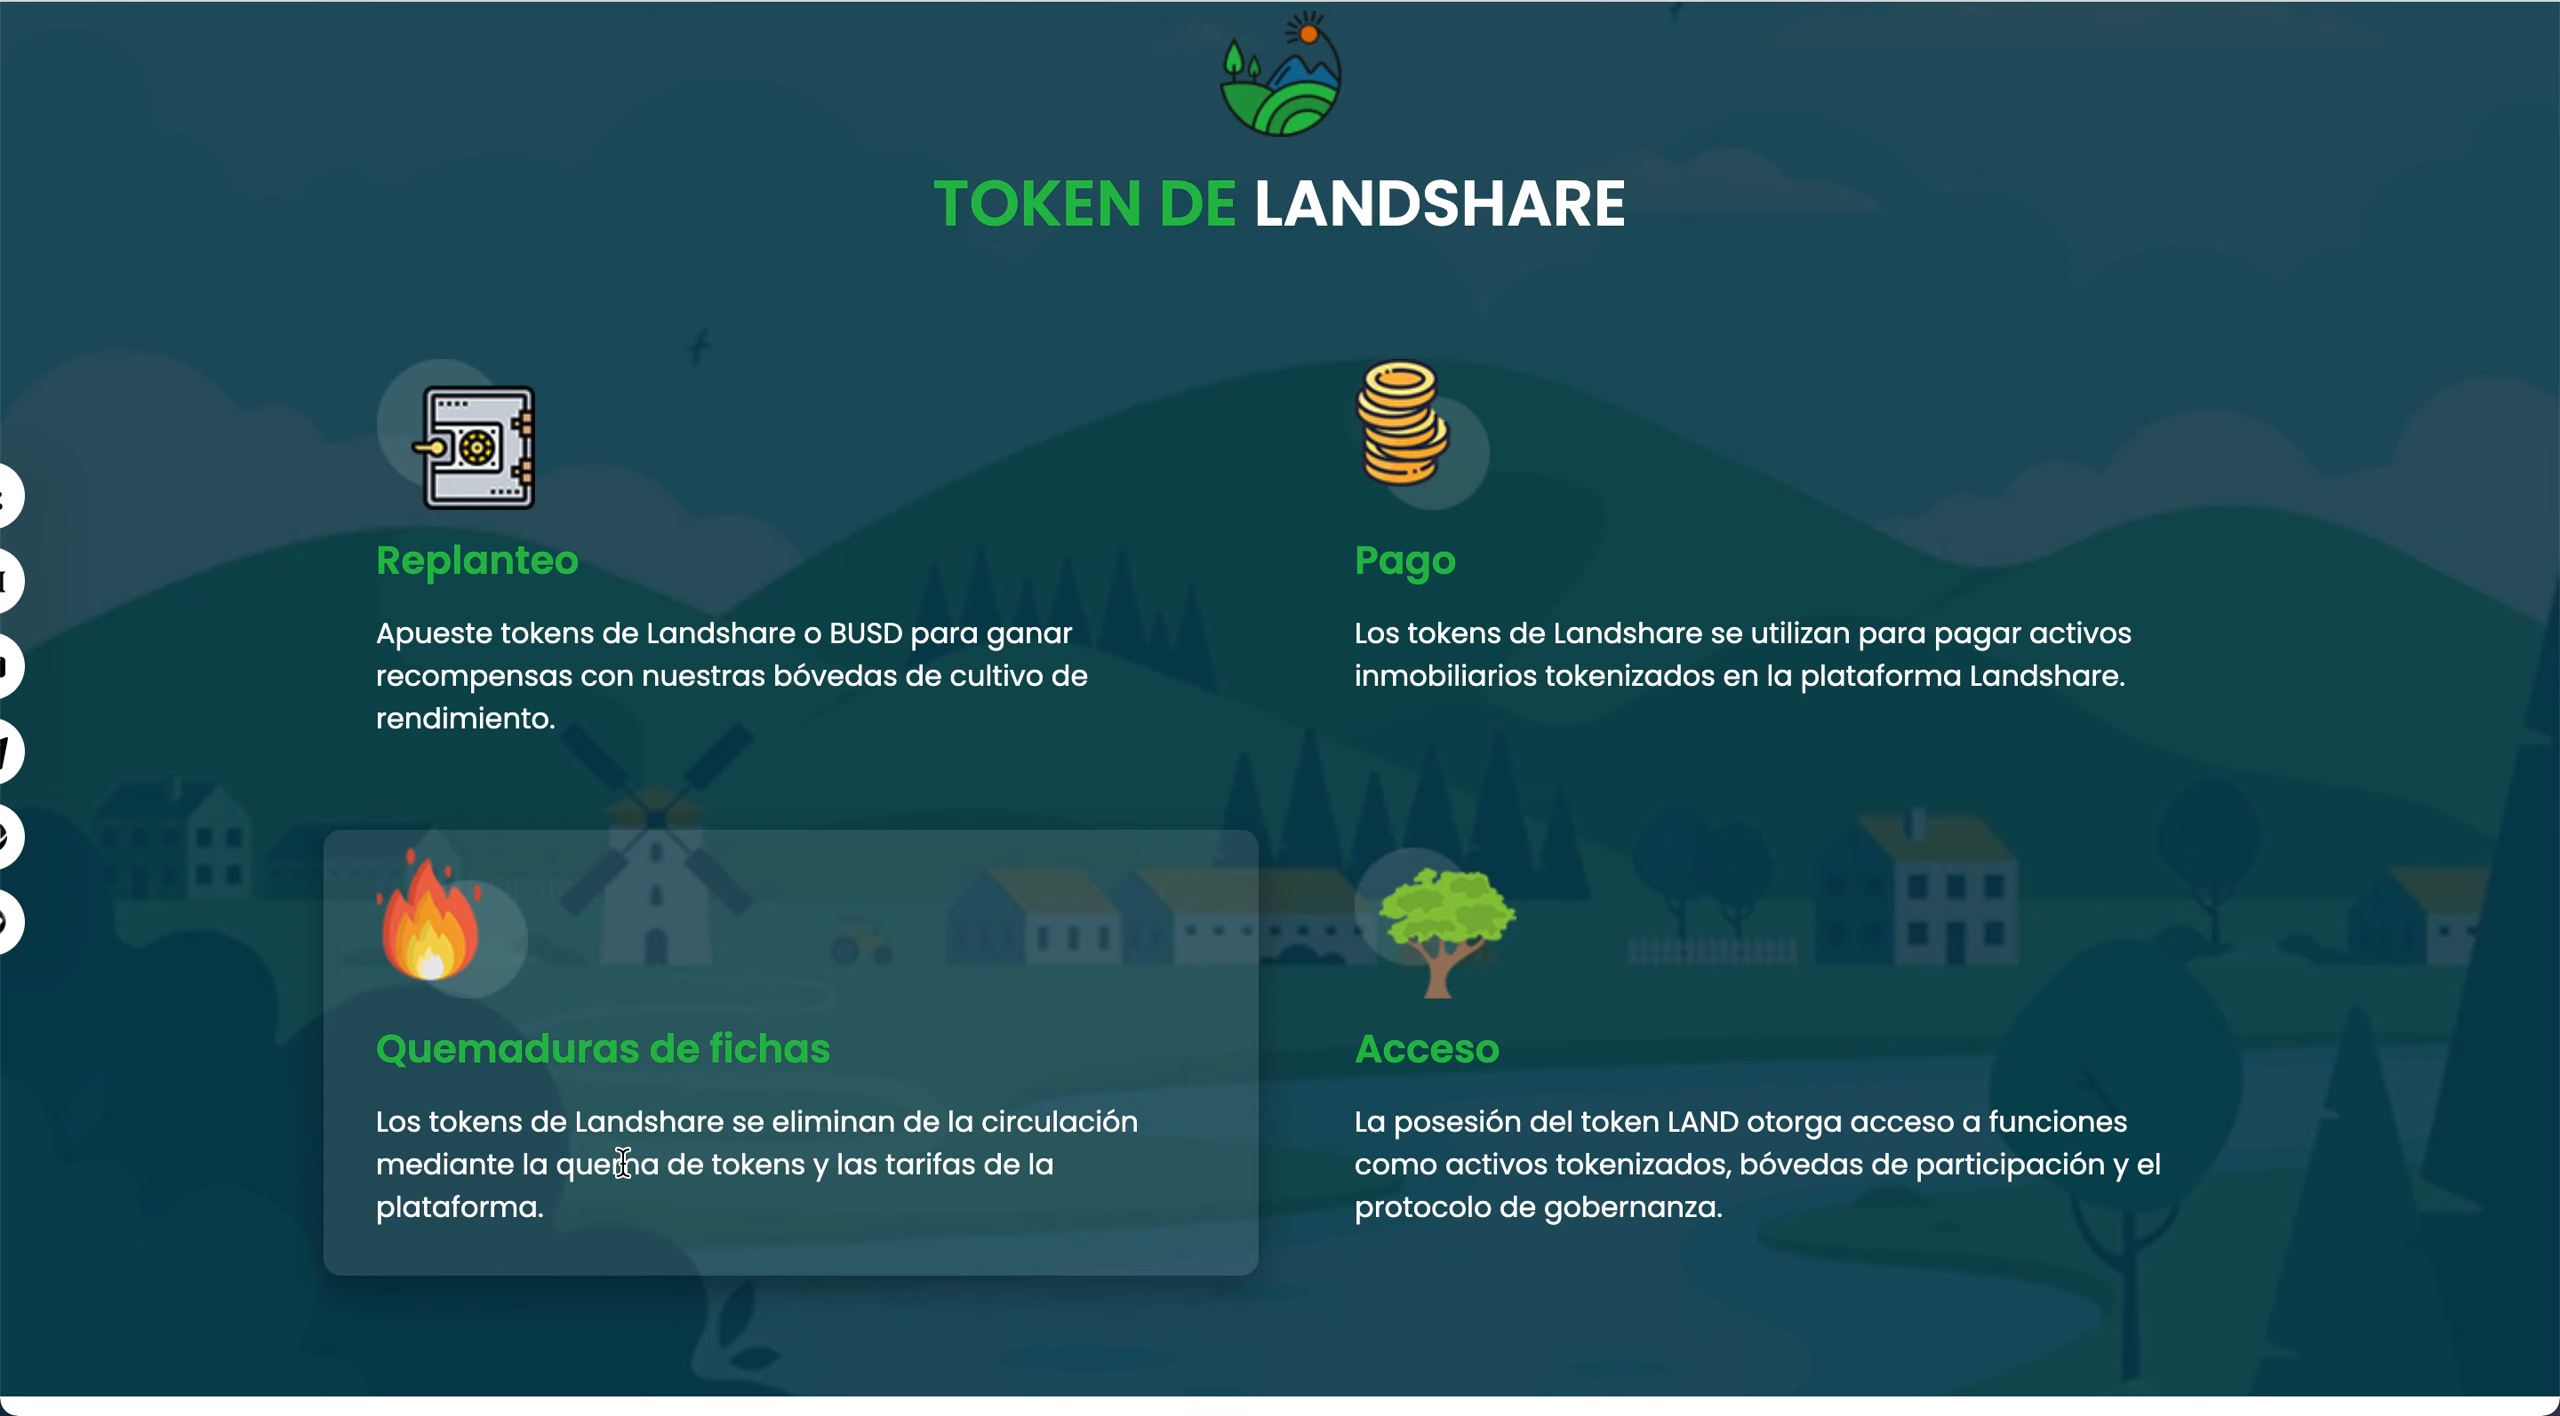 TOKEN DE LANDSHARE
Replanteo
Apueste tokens de Landshare o BUSD para ganar
recompensas con nuestras bóvedas de cultivo de
rendimiento.
Pago
Los tokens de Landshare se utilizan para pagar activos
inmobiliarios tokenizados en la plataforma Landshare.
Quemaduras de fichas
Los tokens de Landshare se eliminan de la circulación
mediante la quema de tokens y las tarifas de la
plataforma.
Acceso
La posesión del token LAND otorga acceso a funciones
como activos tokenizados, bóvedas de participación y el
protocolo de gobernanza.